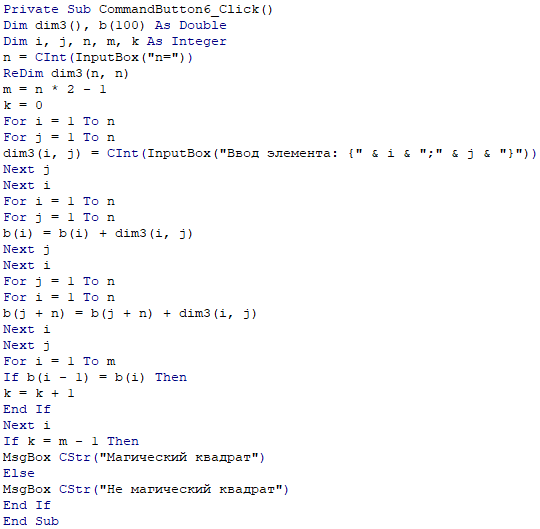 Private Sub CommandButton6_Click()
Dim dim3(), b(100) As Double
Dim i, j, n, m, k As Integer
n = CInt(InputBox("n="))
ReDim dim3(n, n)
m = n * 2 - 1
k = 0
For i = 1 To n
For j = 1 To n
dim3(i, j) = CInt(InputBox("Ввод элемента: {" & i & ";" & j & "}"))
Next j
Next i
For i = 1 To n
For j = 1 To n
b(i) = b(i) + dim3(i, j)
Next j
Next i
For j = 1 To n
For i = 1 To n
b(j + n) = b(j + n) + dim3(i, j)
Next i
Next j
For i = 1 To m
If b(i - 1) = b(i) Then
k = k + 1
End If
Next i
If k = m - 1 Then
MsgBox CStr("Магический квадрат")
Else
MsgBox CStr("Не магический квадрат")
End If
End Sub